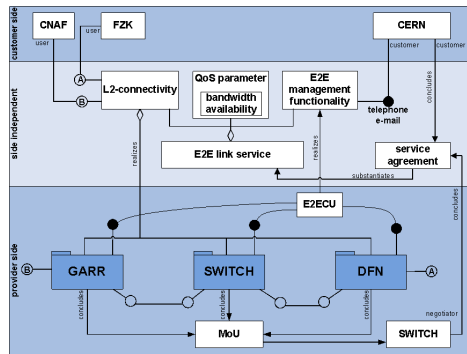 customer side
CNAF
FZK
CERN
user
user
customer
customer
A
B
side independent
L2-connectivity
QoS parameter
bandwidth
availability
E2E
management
functionality
telephone
e-mail
concludes
E2E link service
service
agreement
realizes
realizes
substantiates
provider side
E2ECU
concludes
B
GARR
SWITCH
DFN
A
concludes
concludes
concludes
negotiator
MoU
SWITCH